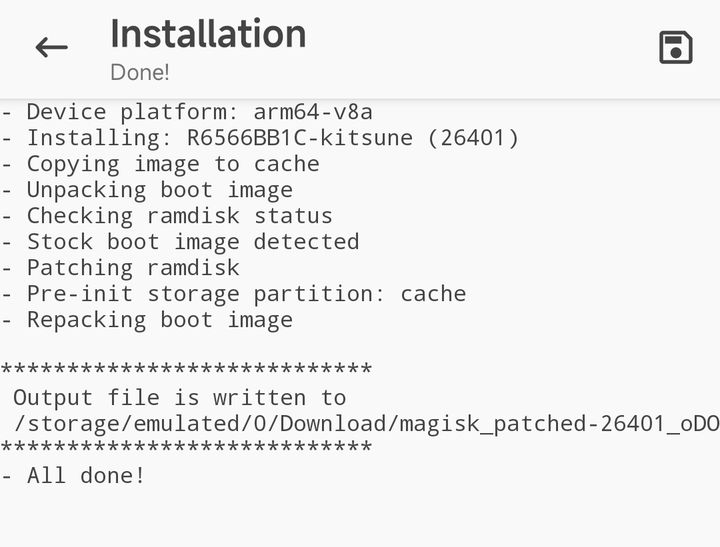 Installation
Done!
- Device platform: arm64-v8a
- Installing: R6566BB1C-kitsune (26401)
- Copying image to cache
- Unpacking boot image
- Checking ramdisk status
- Stock boot image detected
- Patching ramdisk
- Pre-init storage partition: cache
- Repacking boot image
****************************
Output file is written to
/storage/emulated/0/Download/magisk_patched-26401_oDO
****************************
- All done!